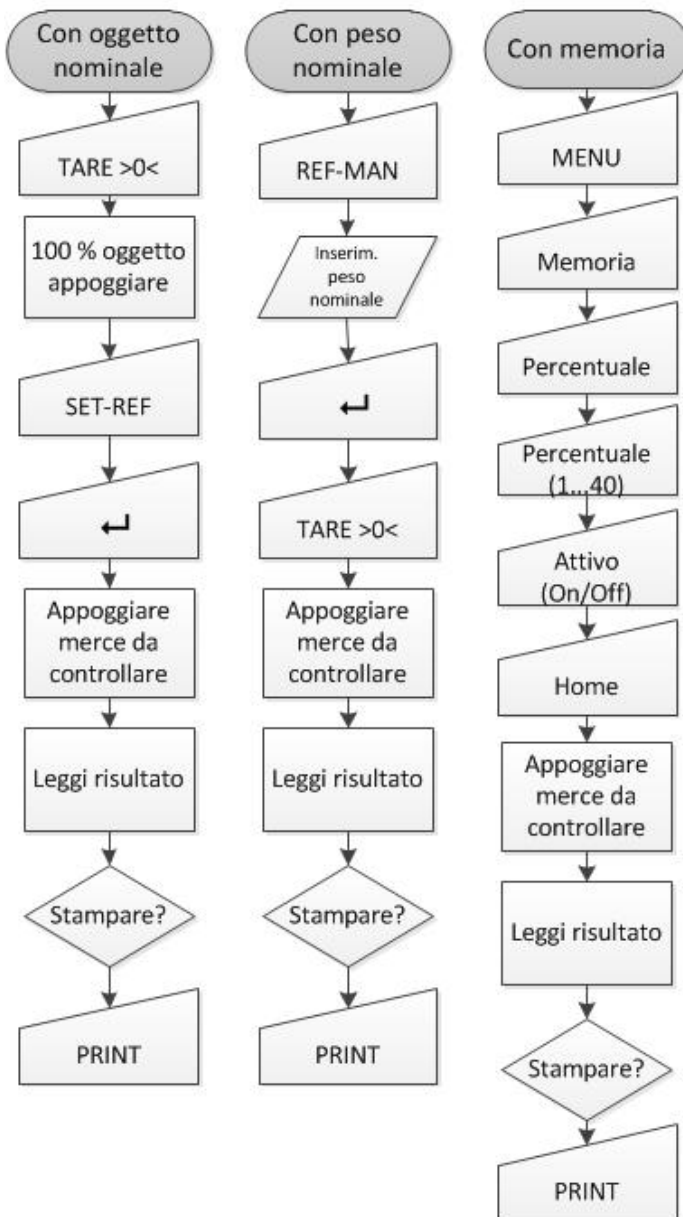 Con oggetto
nominale
TARE >0<
100 % oggetto
appoggiare
SET-REF
↵
Appoggiare
merce da
controllare
Leggi risultato
Stampare?
PRINT
Con peso
nominale
REF-MAN
Inserim.
peso
nominale
↵
TARE >0<
Appoggiare
merce da
controllare
Leggi risultato
Stampare?
PRINT
Con memoria
MENU
Memoria
Percentuale
Percentuale
(1...40)
Attivo
(On/Off)
Home
Appoggiare
merce da
controllare
Leggi risultato
Stampare?
PRINT